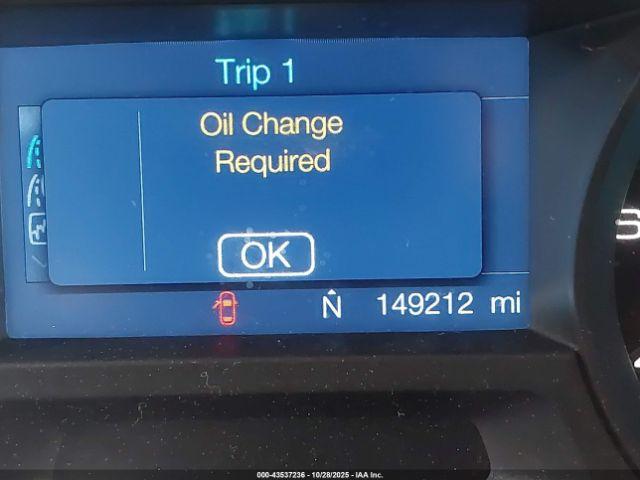 Trip 1
Oil Change
Required
OK
N 149212 mi
000-43537236 - 10/28/2025 - IAA Inc.